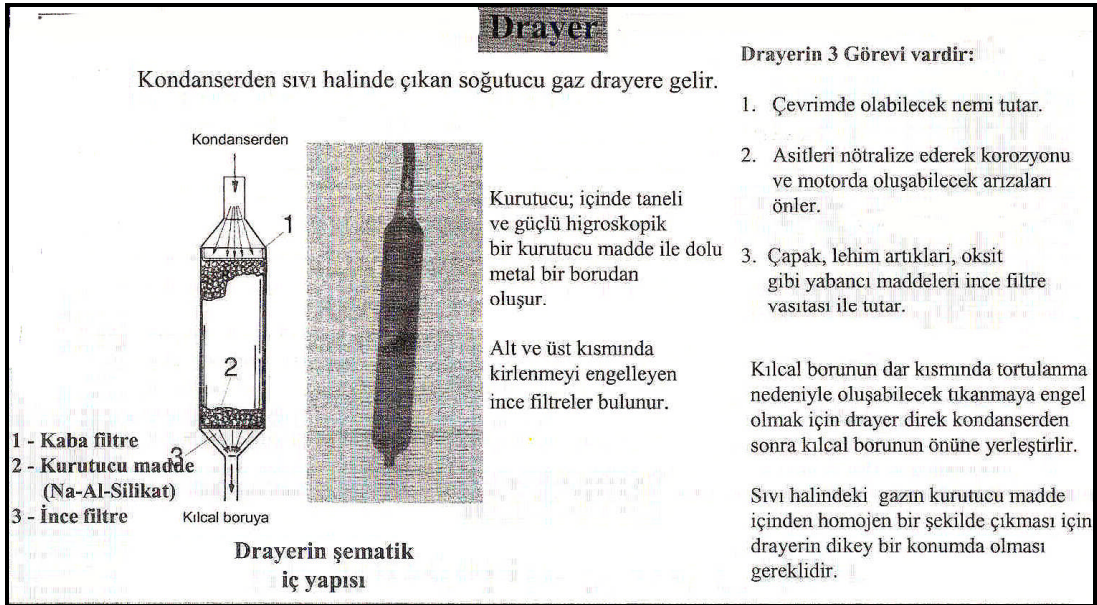 Drayer
Kondanserden sıvı halinde çıkan soğutucu gaz drayere gelir.
Kondanserden
1
2
3
Kılcal boruya
1 - Kaba filtre
2 - Kurutucu madde
(Na-Al-Silikat)
3 - İnce filtre
Drayerin şematik
iç yapısı
Kurutucu; içinde taneli
ve güçlü higroskopik
bir kurutucu madde ile dolu
metal bir borudan
oluşur.
Alt ve üst kısmında
kirlenmeyi engelleyen
ince filtreler bulunur.
Drayerin 3 Görevi vardir:
1. Çevrimde olabilecek nemi tutar.
2. Asitleri nötralize ederek korozyonu
ve motorda oluşabilecek arızaları
önler.
3. Çapak, lehim artıklari, oksit
gibi yabancı maddeleri ince filtre
vasıtası ile tutar.
Kılcal borunun dar kısmında tortulanma
nedeniyle oluşabilecek tıkanmaya engel
olmak için drayer direk kondanserden
sonra kılcal borunun önüne yerleştirlir.
Sıvı halindeki gazın kurutucu madde
içinden homojen bir şekilde çıkması için
drayerin dikey bir konumda olması
gereklidir.